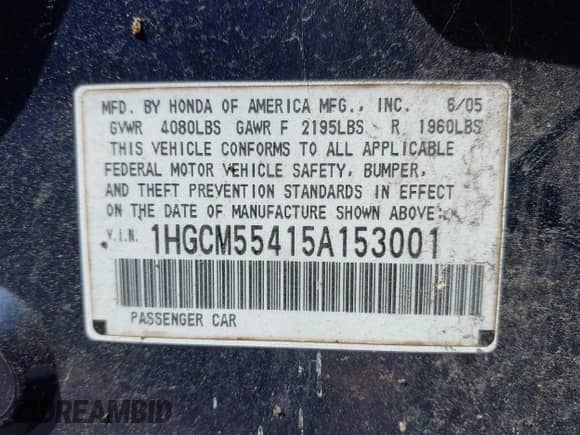 MFD. BY HONDA OF AMERICA MFG., INC. 6/05
GVWR 4080LBS GAWR F 2195LBS R 1960LBS
THIS VEHICLE CONFORMS TO ALL APPLICABLE
FEDERAL MOTOR VEHICLE SAFETY, BUMPER,
AND THEFT PREVENTION STANDARDS IN EFFECT
ON THE DATE OF MANUFACTURE SHOWN ABOVE.
V.I.N. 1HGCM55415A153001
PASSENGER CAR
DREAMBID